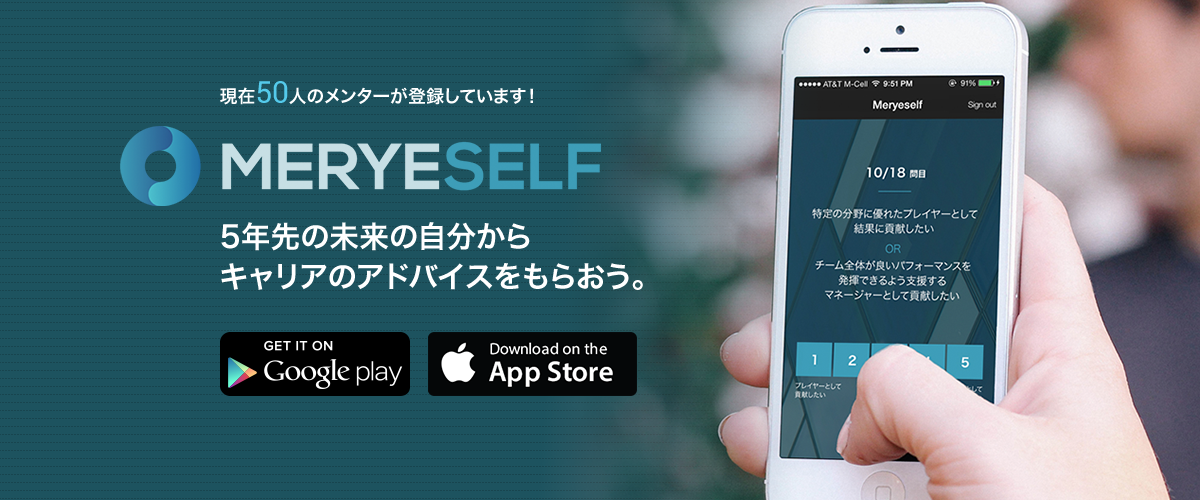 現在50人のメンターが登録しています!
MERYESELF
5年先の未来の自分から
キャリアのアドバイスをもらおう。
GET IT ON
Google play
Download on the
App Store
AT&T M-Cell 9:51 PM 91%
Meryeself Sign out
10/18 問目
特定の分野に優れたプレイヤーとして
結果に貢献したい
OR
チーム全体が良いパフォーマンスを
発揮できるよう支援する
マネージャーとして貢献したい
1 2 4 5
プレイヤーとして
貢献したい